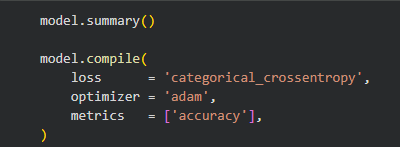 model.summary()
model.compile(
    loss      = 'categorical_crossentropy',
    optimizer = 'adam',
    metrics   = ['accuracy'],
)